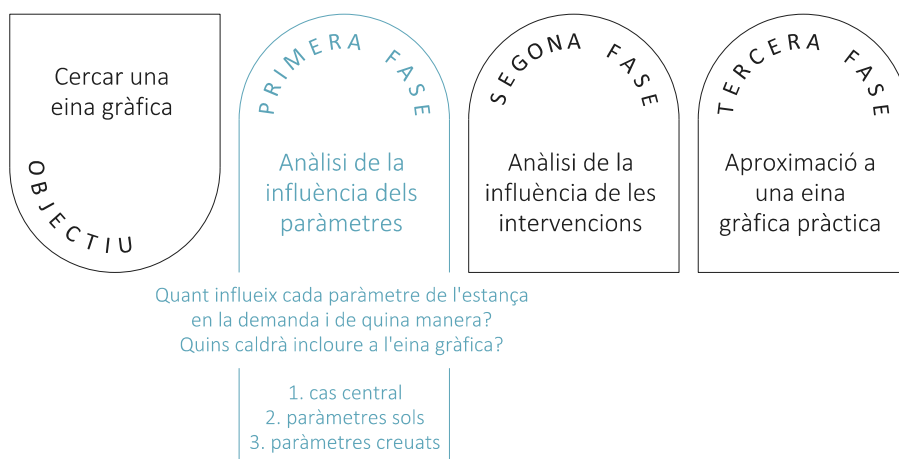 Cercar una
eina gràfica
OBJECTIU
PRIMERA FASE
Anàlisi de la
influència dels
paràmetres
Quant influeix cada paràmetre de l'estança
en la demanda i de quina manera?
Quins caldrà incloure a l'eina gràfica?
1. cas central
2. paràmetres sols
3. paràmetres creuats
SEGONA FASE
Anàlisi de la
influència de les
intervencions
TERCERA FASE
Aproximació a
una eina
gràfica pràctica